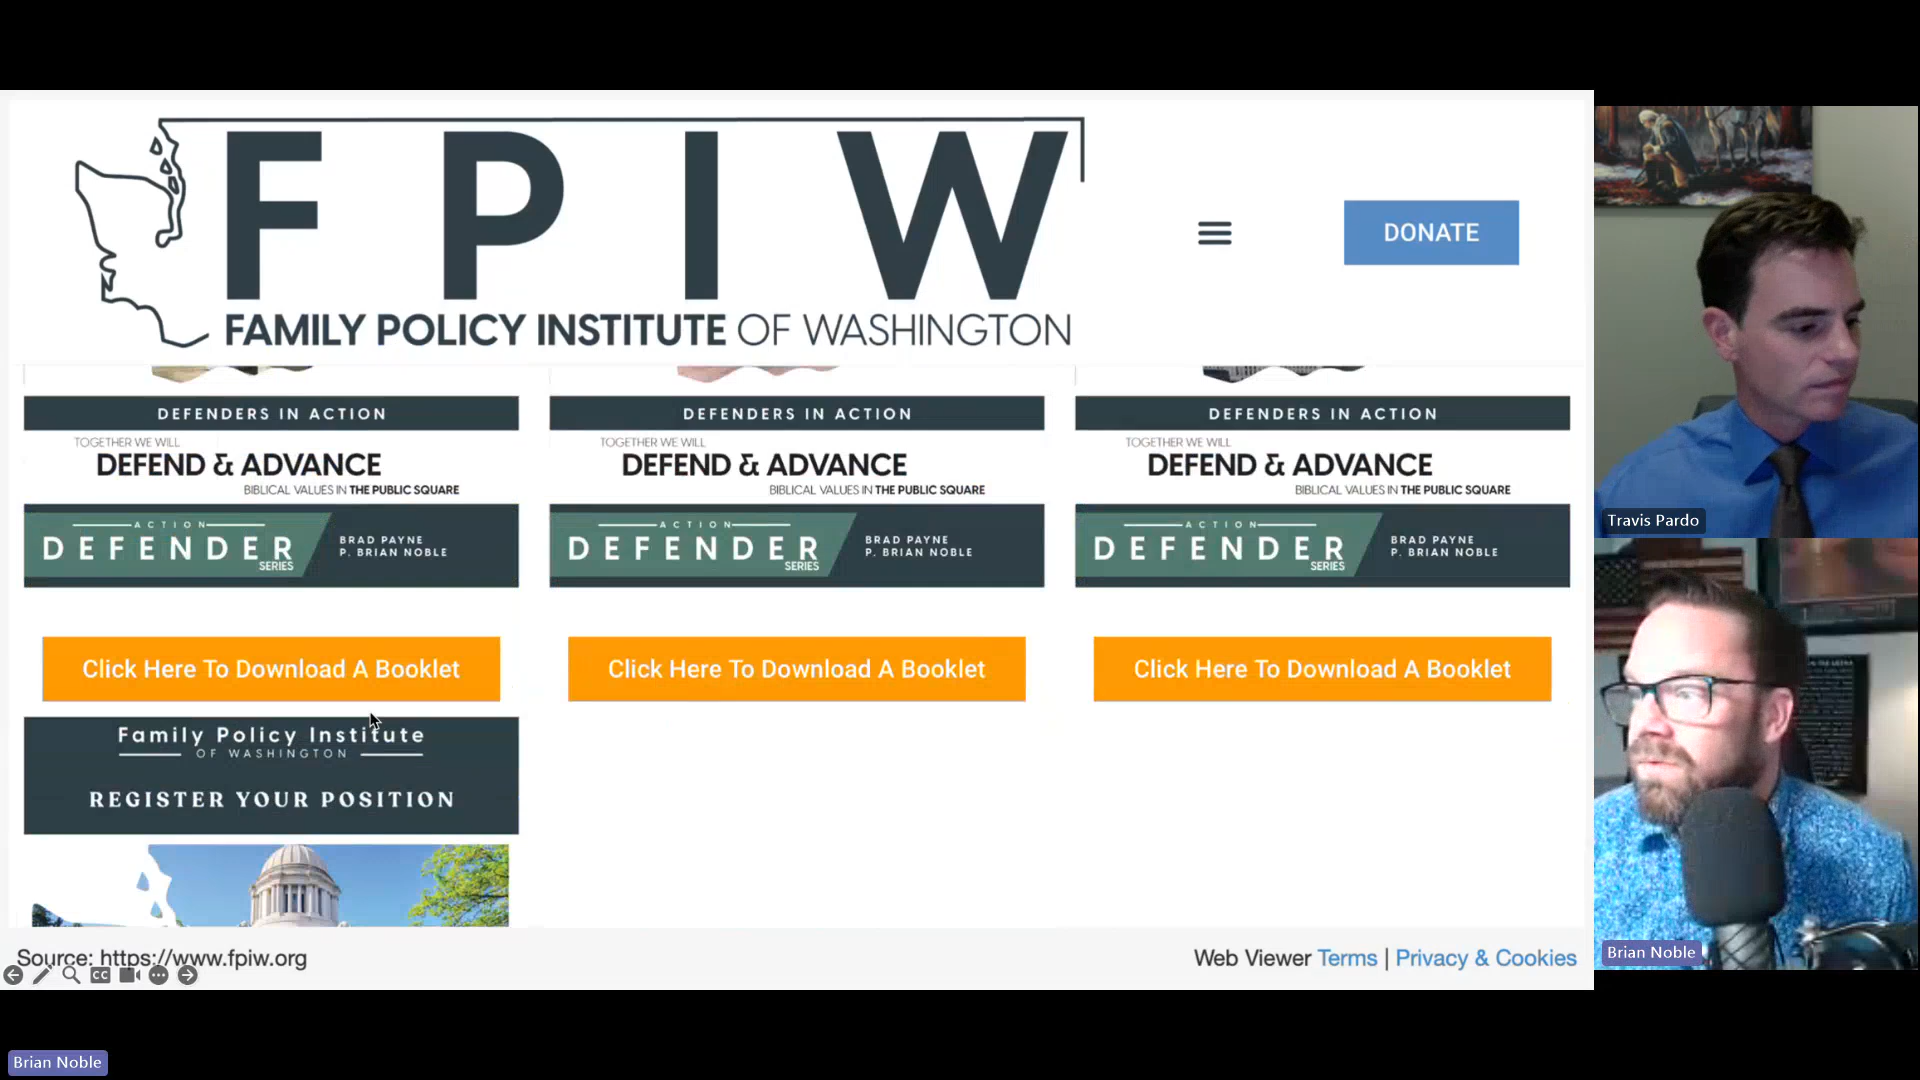 F P I W
FAMILY POLICY INSTITUTE OF WASHINGTON
DONATE
DEFENDERS IN ACTION
TOGETHER WE WILL
DEFEND & ADVANCE
BIBLICAL VALUES IN THE PUBLIC SQUARE
ACTION
DEFENDER
SERIES
BRAD PAYNE
P. BRIAN NOBLE
Click Here To Download A Booklet
DEFENDERS IN ACTION
TOGETHER WE WILL
DEFEND & ADVANCE
BIBLICAL VALUES IN THE PUBLIC SQUARE
ACTION
DEFENDER
SERIES
BRAD PAYNE
P. BRIAN NOBLE
Click Here To Download A Booklet
DEFENDERS IN ACTION
TOGETHER WE WILL
DEFEND & ADVANCE
BIBLICAL VALUES IN THE PUBLIC SQUARE
ACTION
DEFENDER
SERIES
BRAD PAYNE
P. BRIAN NOBLE
Click Here To Download A Booklet
Family Policy Institute
OF WASHINGTON
REGISTER YOUR POSITION
Source: https://www.fpiw.org
Web Viewer Terms | Privacy & Cookies
CC
Travis Pardo
Brian Noble
Brian Noble